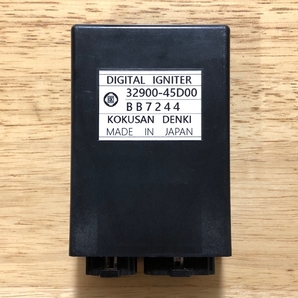 DIGITAL IGNITER
32900-45D00
BB7244
KOKUSAN DENKI
MADE IN JAPAN